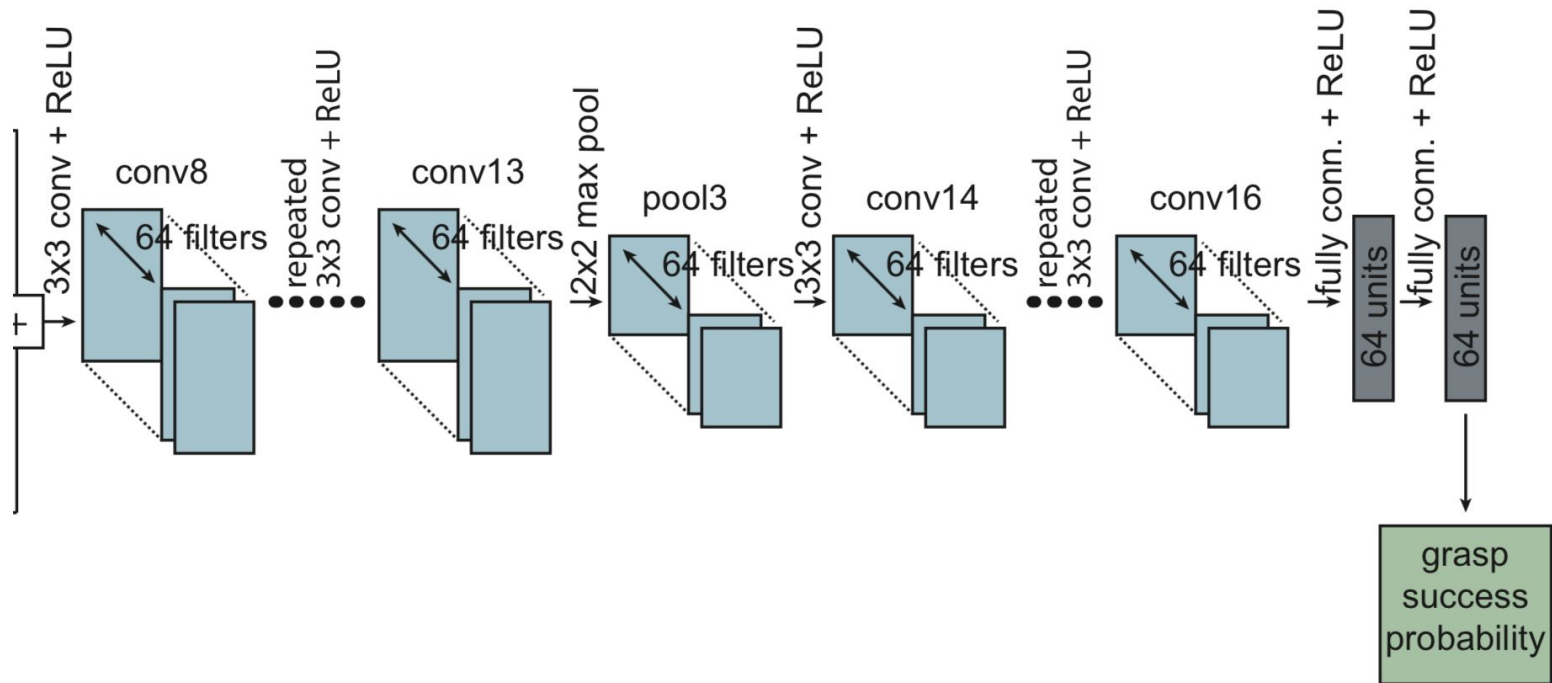 +
3x3 conv + ReLU
conv8
64 filters
repeated
3x3 conv + ReLU
conv13
64 filters
2x2 max pool
pool3
64 filters
3x3 conv + ReLU
conv14
64 filters
repeated
3x3 conv + ReLU
conv16
64 filters
fully conn. + ReLU
64 units
fully conn. + ReLU
64 units
grasp
success
probability